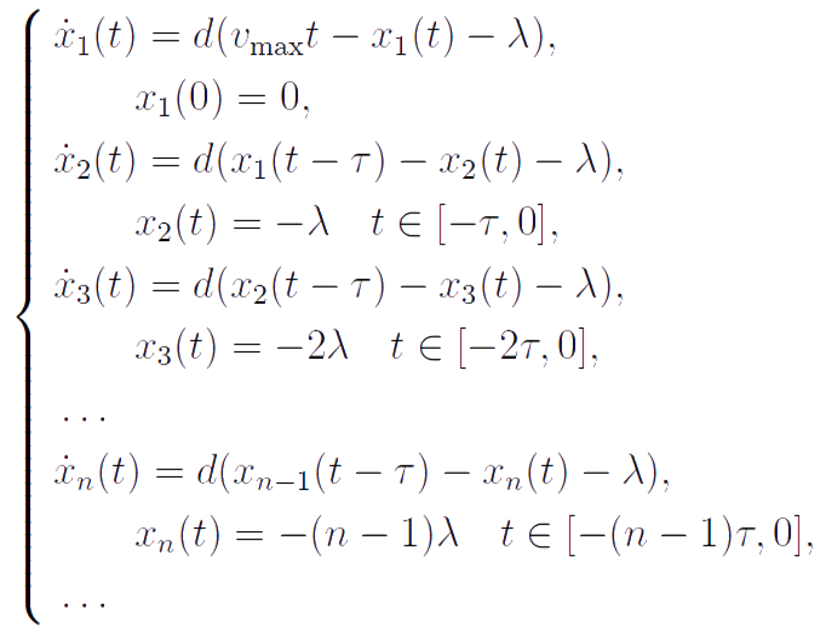 ẋ₁(t) = d(v_max t − x₁(t) − λ),
x₁(0) = 0,
ẋ₂(t) = d(x₁(t − τ) − x₂(t) − λ),
x₂(t) = −λ   t ∈ [−τ, 0],
ẋ₃(t) = d(x₂(t − τ) − x₃(t) − λ),
x₃(t) = −2λ   t ∈ [−2τ, 0],
...
ẋₙ(t) = d(xₙ₋₁(t − τ) − xₙ(t) − λ),
xₙ(t) = −(n − 1)λ   t ∈ [−(n − 1)τ, 0],
...